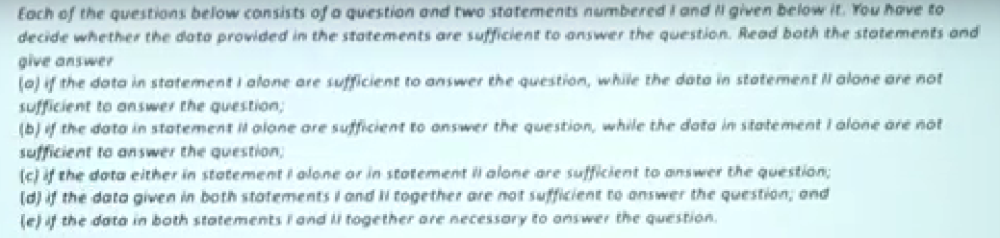 Each of the questions below consists of a question and two statements numbered I and II given below it. You have to
decide whether the data provided in the statements are sufficient to answer the question. Read both the statements and
give answer
(a) if the data in statement I alone are sufficient to answer the question, while the data in statement II alone are not
sufficient to answer the question;
(b) if the data in statement II alone are sufficient to answer the question, while the data in statement I alone are not
sufficient to answer the question;
(c) if the data either in statement I alone or in statement II alone are sufficient to answer the question;
(d) if the data given in both statements I and II together are not sufficient to answer the question; and
(e) if the data in both statements I and II together are necessary to answer the question.